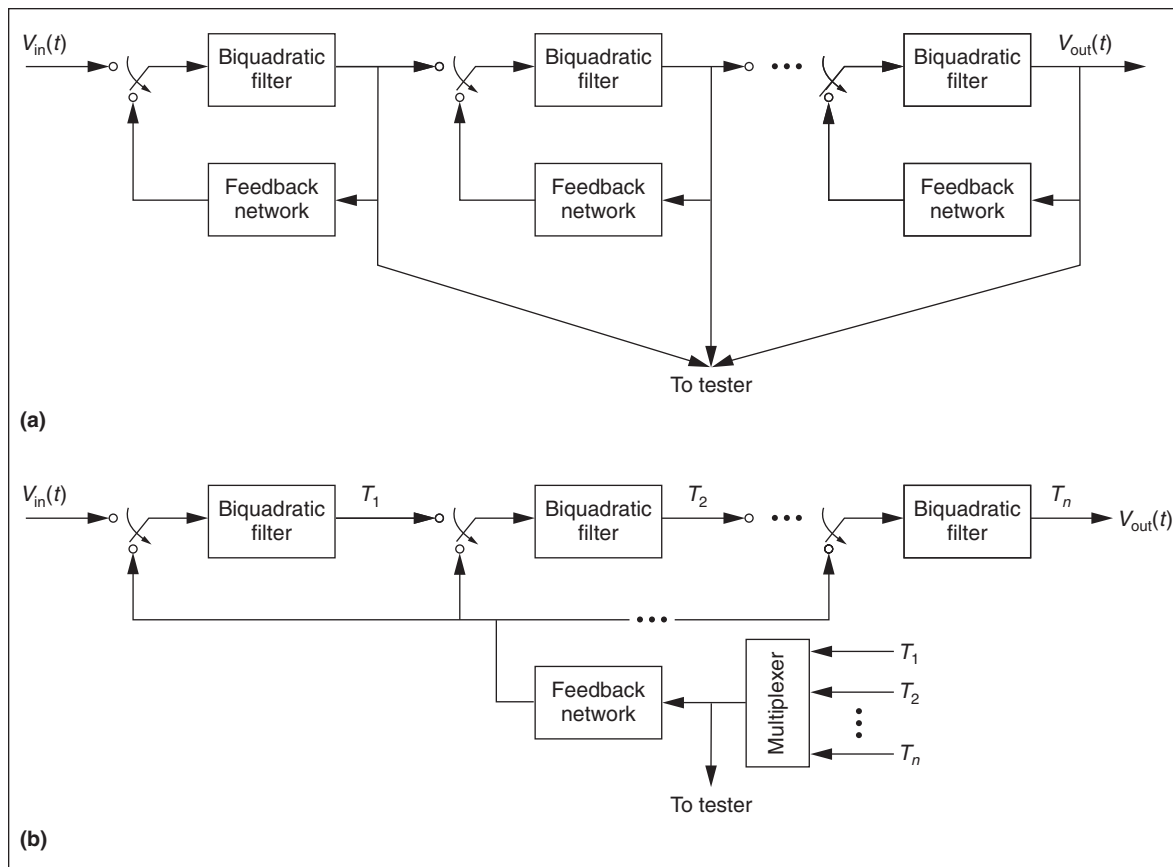 V_in(t)
Biquadratic
filter
Biquadratic
filter
Biquadratic
filter
V_out(t)
Feedback
network
Feedback
network
Feedback
network
To tester
(a)
V_in(t)
Biquadratic
filter
T_1
Biquadratic
filter
T_2
Biquadratic
filter
T_n
V_out(t)
Feedback
network
Multiplexer
T_1
T_2
T_n
To tester
(b)